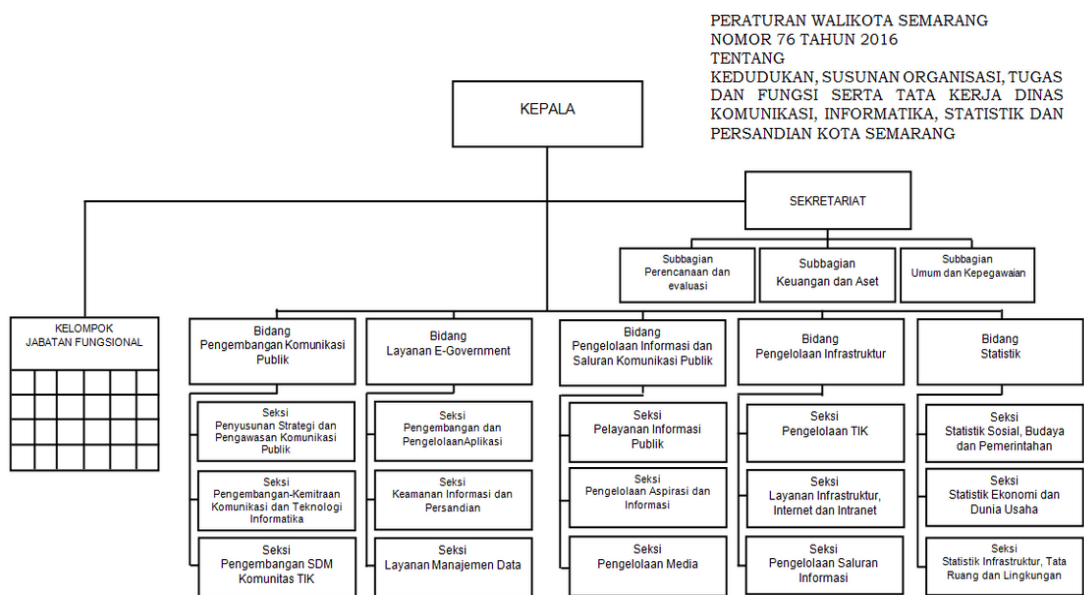 PERATURAN WALIKOTA SEMARANG
NOMOR 76 TAHUN 2016
TENTANG
KEDUDUKAN, SUSUNAN ORGANISASI, TUGAS
DAN FUNGSI SERTA TATA KERJA DINAS
KOMUNIKASI, INFORMATIKA, STATISTIK DAN
PERSANDIAN KOTA SEMARANG
KEPALA
SEKRETARIAT
Subbagian
Perencanaan dan
evaluasi
Subbagian
Keuangan dan Aset
Subbagian
Umum dan Kepegawaian
KELOMPOK
JABATAN FUNGSIONAL
Bidang
Pengembangan Komunikasi
Publik
Bidang
Layanan E-Government
Bidang
Pengelolaan Informasi dan
Saluran Komunikasi Publik
Bidang
Pengelolaan Infrastruktur
Bidang
Statistik
Seksi
Penyusunan Strategi dan
Pengawasan Komunikasi
Publik
Seksi
Pengembangan dan
PengelolaanAplikasi
Seksi
Pelayanan Informasi
Publik
Seksi
Pengelolaan TIK
Seksi
Statistik Sosial, Budaya
dan Pemerintahan
Seksi
Pengembangan-Kemitraan
Komunikasi dan Teknologi
Informatika
Seksi
Keamanan Informasi dan
Persandian
Seksi
Pengelolaan Aspirasi dan
Informasi
Seksi
Layanan Infrastruktur,
Internet dan Intranet
Seksi
Statistik Ekonomi dan
Dunia Usaha
Seksi
Pengembangan SDM
Komunitas TIK
Seksi
Layanan Manajemen Data
Seksi
Pengelolaan Media
Seksi
Pengelolaan Saluran
Informasi
Seksi
Statistik Infrastruktur, Tata
Ruang dan Lingkungan